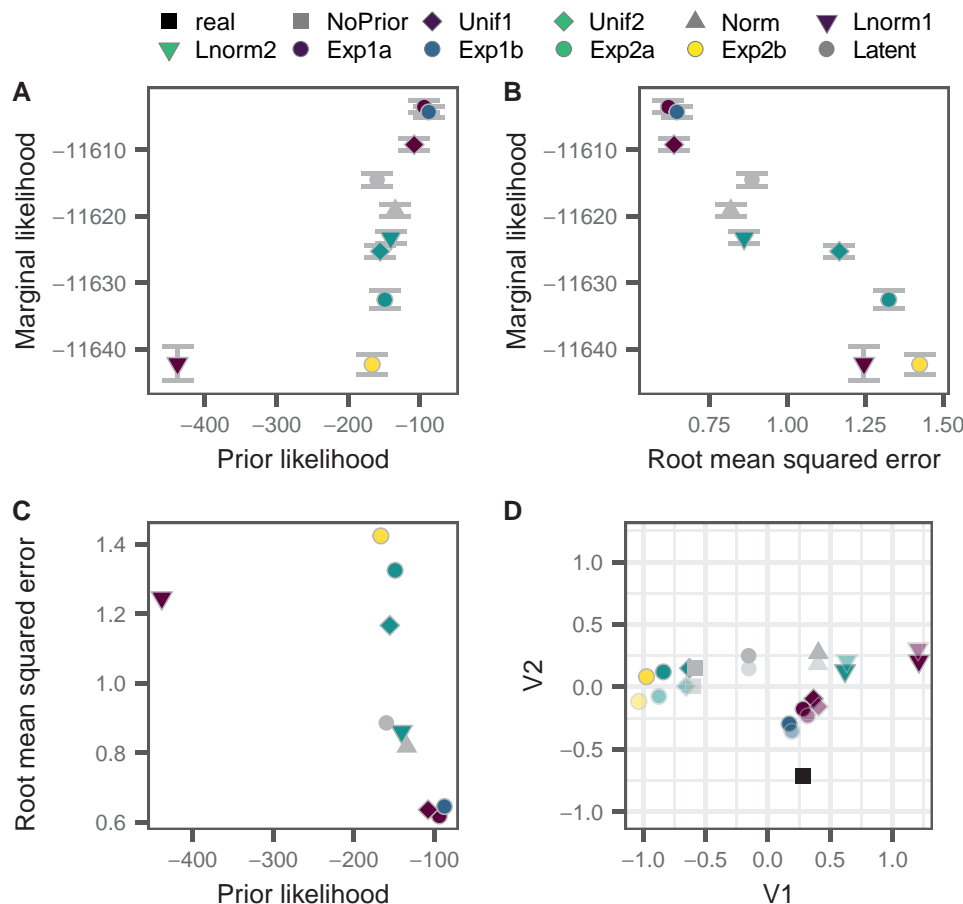 real NoPrior Unif1 Unif2 Norm Lnorm1
Lnorm2 Exp1a Exp1b Exp2a Exp2b Latent
A
Marginal likelihood
−11610
−11620
−11630
−11640
−400 −300 −200 −100
Prior likelihood
B
Marginal likelihood
−11610
−11620
−11630
−11640
0.75 1.00 1.25 1.50
Root mean squared error
C
Root mean squared error
1.4
1.2
1.0
0.8
0.6
−400 −300 −200 −100
Prior likelihood
D
V2
1.0
0.5
0.0
−0.5
−1.0
−1.0 −0.5 0.0 0.5 1.0
V1